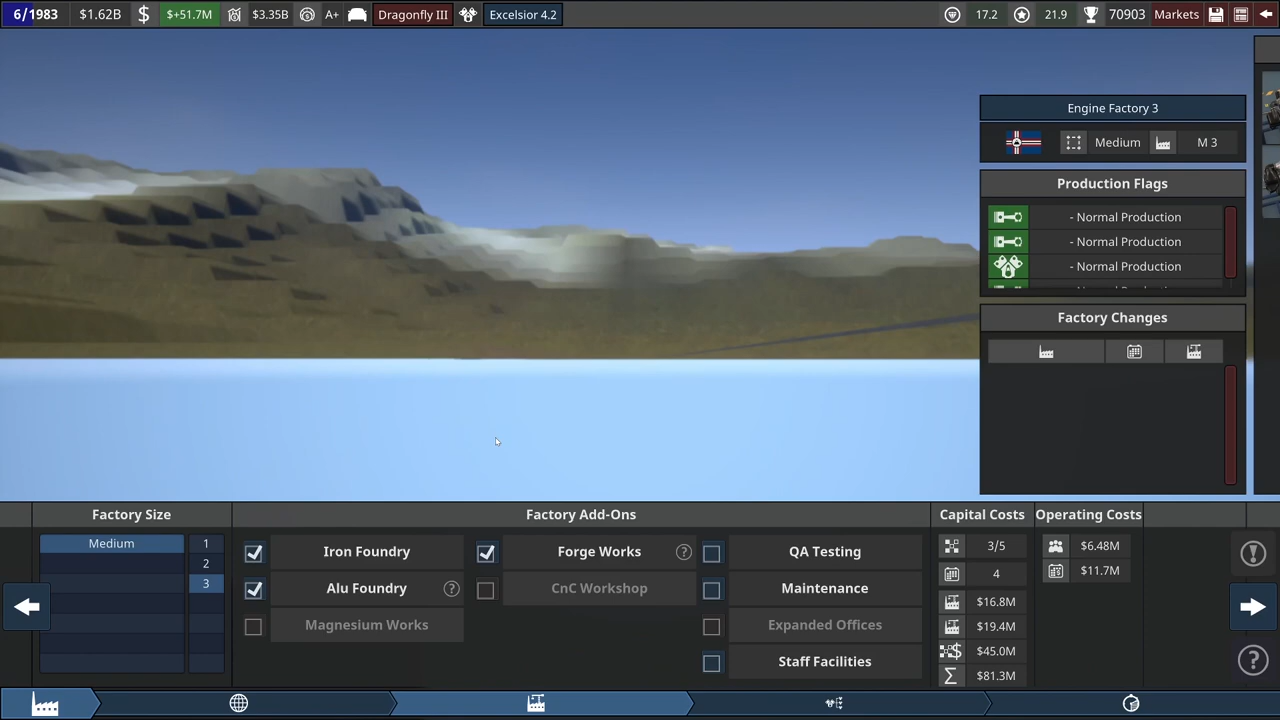 6/1983 $1.62B $ $+51.7M $3.35B A+ Dragonfly III Excelsior 4.2 17.2 21.9 70903 Markets
Engine Factory 3
Medium M 3
Production Flags
- Normal Production
- Normal Production
- Normal Production
Factory Changes
Factory Size
Medium 1
2
3
Factory Add-Ons
Iron Foundry
Alu Foundry ?
Magnesium Works
Forge Works ?
CnC Workshop
QA Testing
Maintenance
Expanded Offices
Staff Facilities
Capital Costs
3/5
4
$16.8M
$19.4M
$ $45.0M
Σ $81.3M
Operating Costs
$6.48M
$11.7M
?